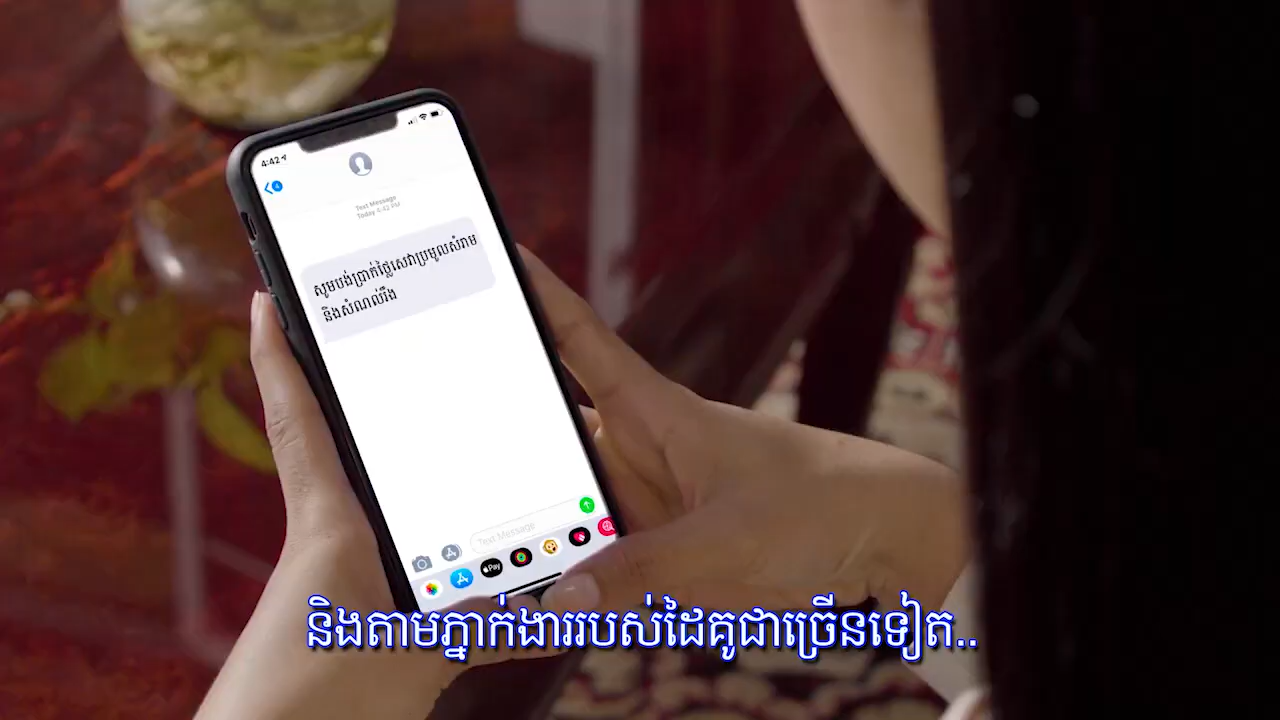 4:42
4
Text Message
Today 4:42 PM
សូមបង់ប្រាក់ថ្លៃសេវាប្រមូលសំរាម
និងសំណល់រឹង
Text Message
Pay
និងតាមភ្នាក់ងាររបស់ដៃគូជាច្រើនទៀត..